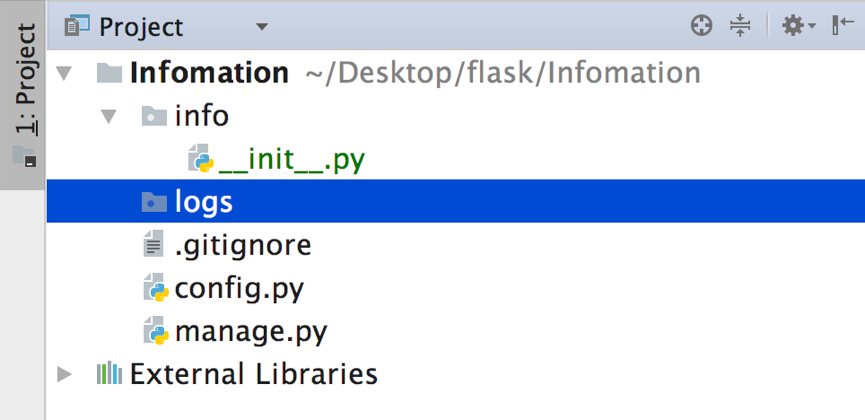 1: Project
Project
Infomation ~/Desktop/flask/Infomation
info
__init__.py
logs
.gitignore
config.py
manage.py
External Libraries